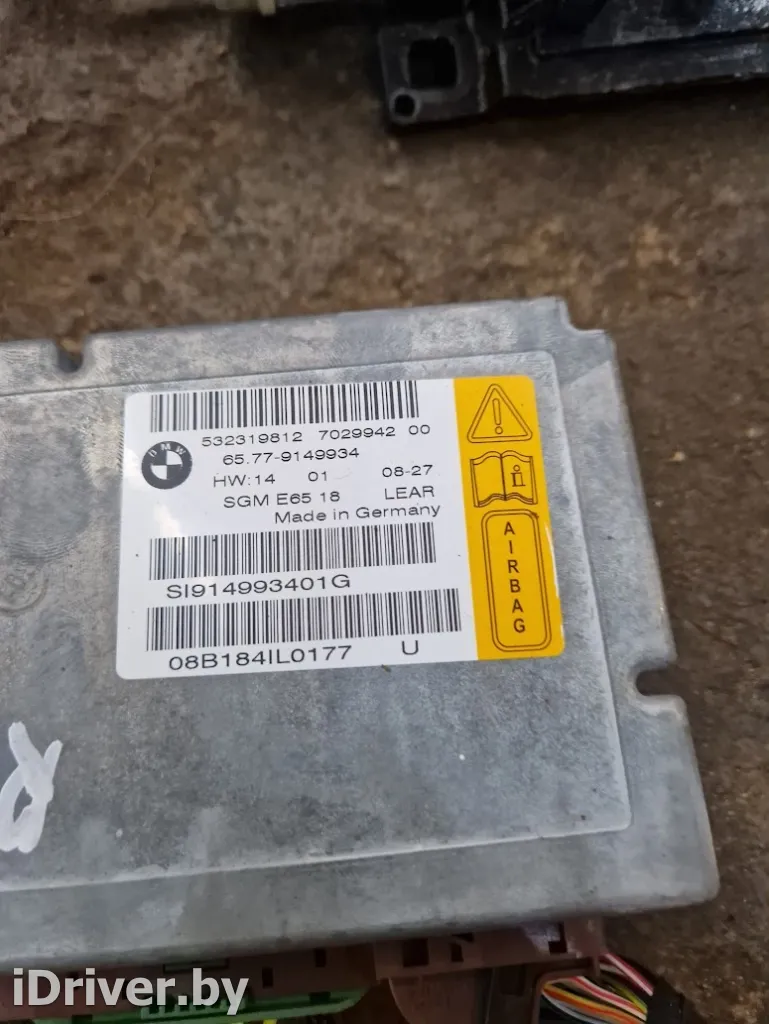 532319812 7029942 00
BMW
65.77-9149934
HW:14 01 08-27
SGM E65 18 LEAR
Made in Germany
SI914993401G
08B184IL0177 U
i
AIRBAG
R
iDriver.by